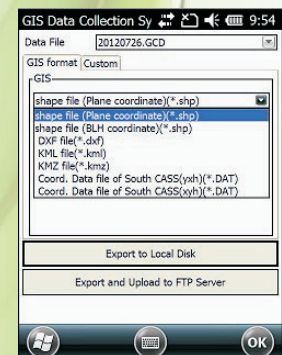 GIS Data Collection Sy 9:54
Data File 20120726.GCD
GIS format Custom
GIS
shape file (Plane coordinate)(*.shp)
shape file (Plane coordinate)(*.shp)
shape file (BLH coordinate)(*.shp)
DXF file(*.dxf)
KML file(*.kml)
KMZ file(*.kmz)
Coord. Data file of South CASS(yxh)(*.DAT)
Coord. Data file of South CASS(xyh)(*.DAT)
Export to Local Disk
Export and Upload to FTP Server
OK